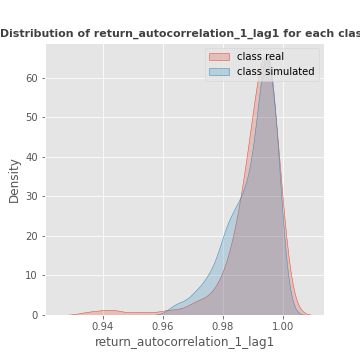 Distribution of return_autocorrelation_1_lag1 for each clas
class real
class simulated
60
50
40
30
20
10
0
Density
0.94 0.96 0.98 1.00
return_autocorrelation_1_lag1